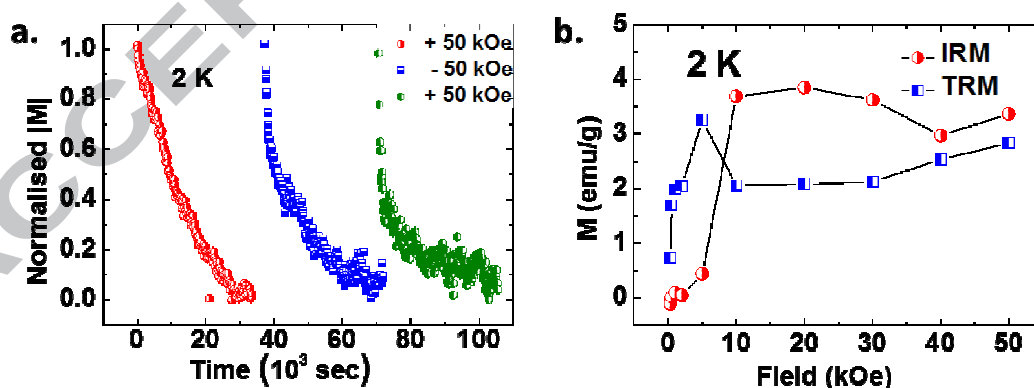 a.
+ 50 kOe
- 50 kOe
+ 50 kOe
2 K
Normalised |M|
1.0
0.8
0.6
0.4
0.2
0.0
0 20 40 60 80 100
Time (10³ sec)
b.
2 K
IRM
TRM
M (emu/g)
5
4
3
2
1
0
0 10 20 30 40 50
Field (kOe)